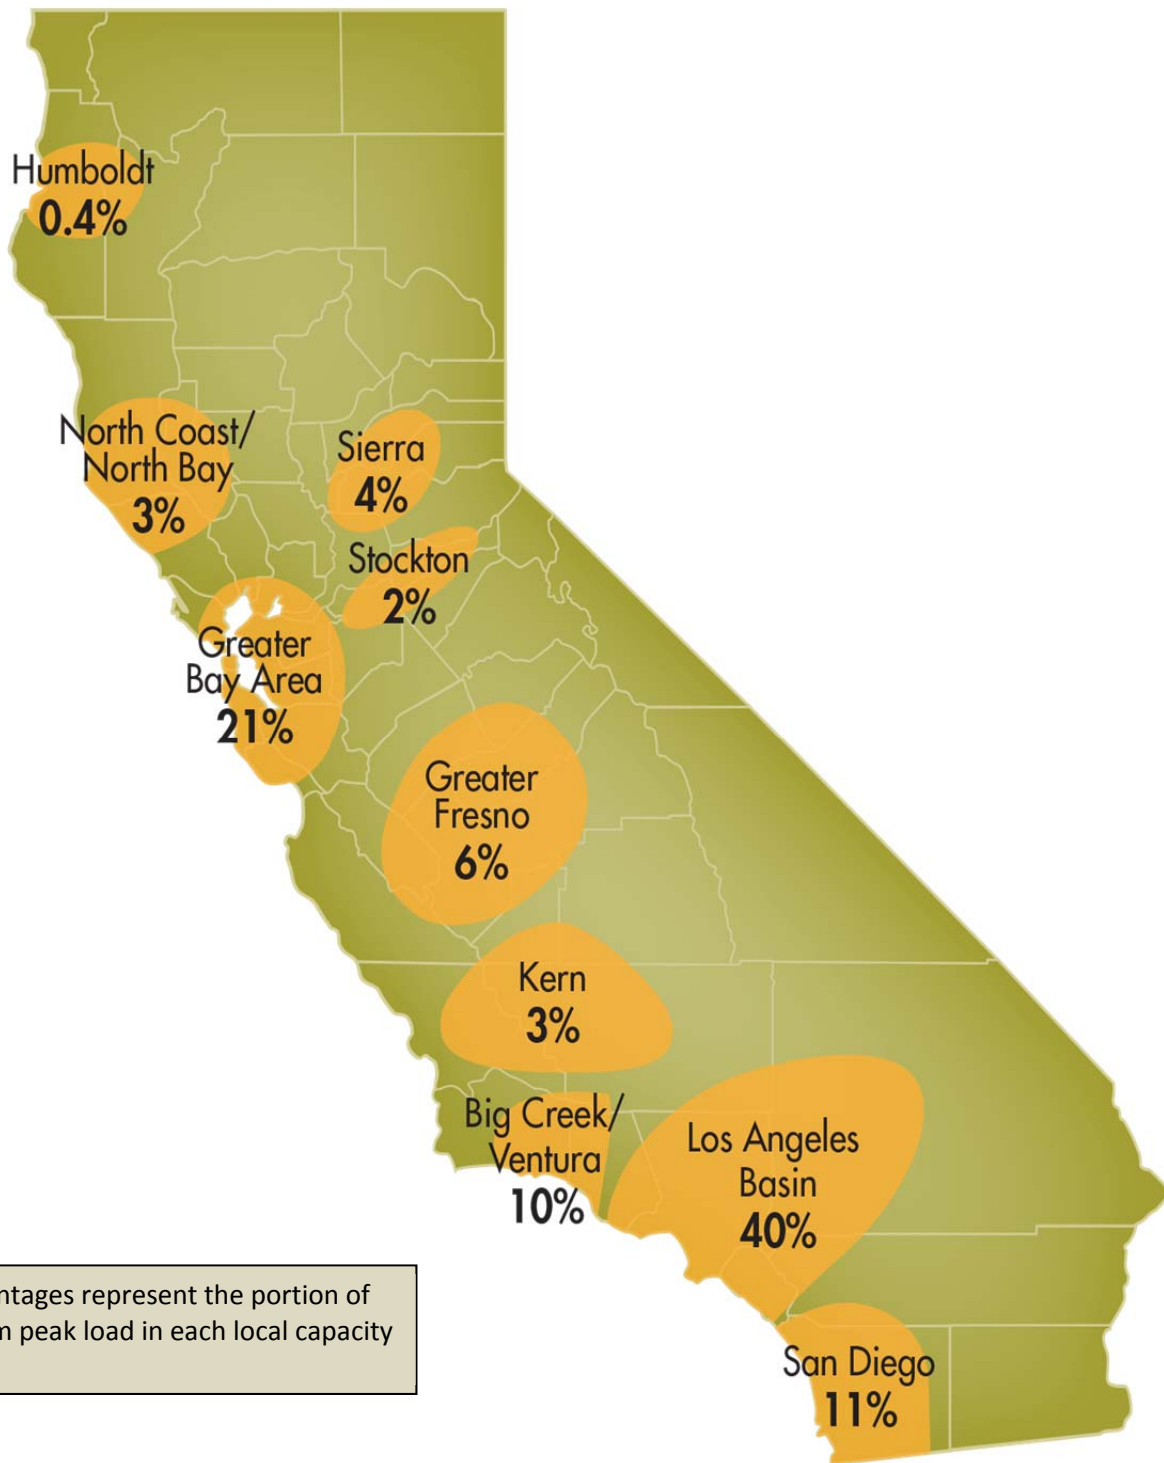 Humboldt
0.4%
North Coast/
North Bay
3%
Sierra
4%
Stockton
2%
Greater
Bay Area
21%
Greater
Fresno
6%
Kern
3%
Big Creek/
Ventura
10%
Los Angeles
Basin
40%
San Diego
11%
ntages represent the portion of
m peak load in each local capacity